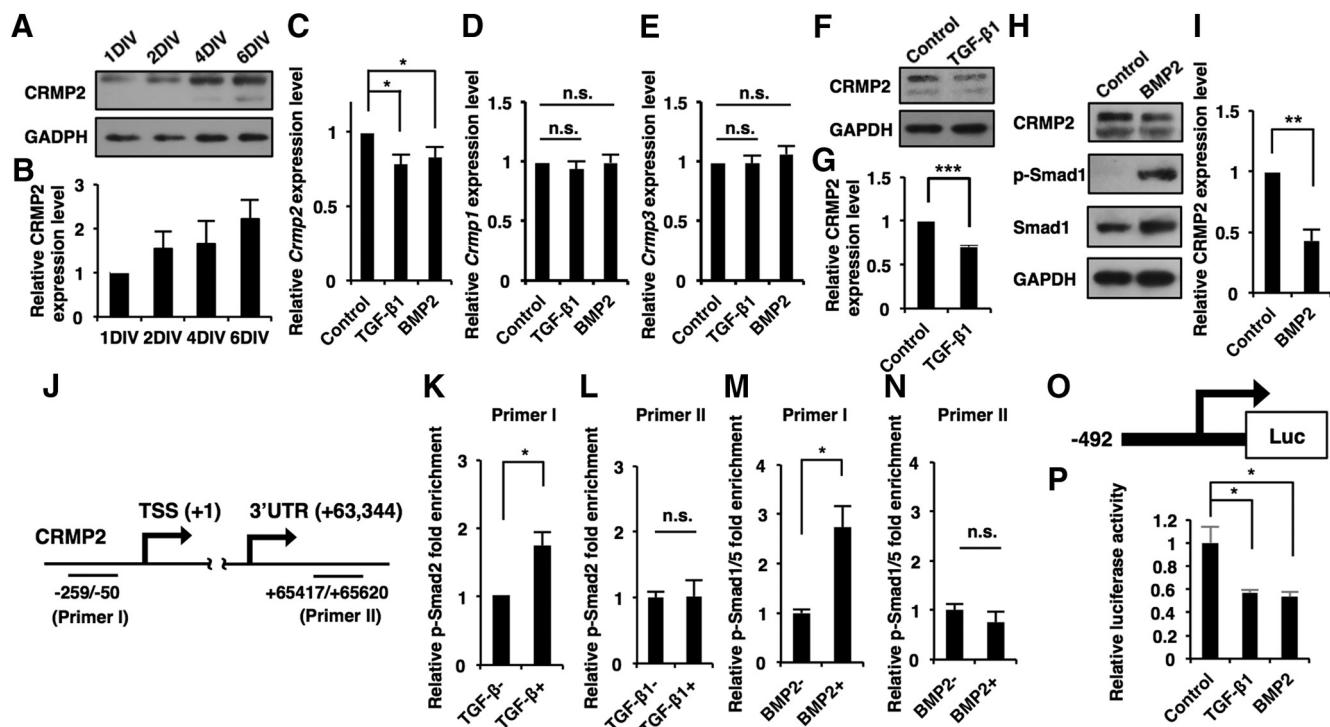 A
1DIV
2DIV
4DIV
6DIV
CRMP2
GADPH
B
Relative CRMP2
expression level
3
2
1
0
1DIV 2DIV 4DIV 6DIV
C
Relative Crmp2 expression level
*
*
1
0.5
0
Control
TGF-β1
BMP2
D
Relative Crmp1 expression level
n.s.
n.s.
1.5
1
0.5
0
Control
TGF-β1
BMP2
E
Relative Crmp3 expression level
n.s.
n.s.
1.5
1
0.5
0
Control
TGF-β1
BMP2
F
Control
TGF-β1
CRMP2
GAPDH
G
Relative CRMP2
expression level
***
1.5
1
0.5
0
Control
TGF-β1
H
Control
BMP2
CRMP2
p-Smad1
Smad1
GAPDH
I
Relative CRMP2 expression level
**
1.5
1
0.5
0
Control
BMP2
J
CRMP2
TSS (+1)
3'UTR (+63,344)
-259/-50
(Primer I)
+65417/+65620
(Primer II)
K
Primer I
Relative p-Smad2 fold enrichment
*
3
2
1
0
TGF-β-
TGF-β+
L
Primer II
Relative p-Smad2 fold enrichment
n.s.
3
2
1
0
TGF-β1-
TGF-β1+
M
Primer I
Relative p-Smad1/5 fold enrichment
*
4
3
2
1
0
BMP2-
BMP2+
N
Primer II
Relative p-Smad1/5 fold enrichment
n.s.
4
3
2
1
0
BMP2-
BMP2+
O
-492
Luc
P
Relative luciferase activity
*
*
1.2
1
0.8
0.6
0.4
0.2
0
Control
TGF-β1
BMP2